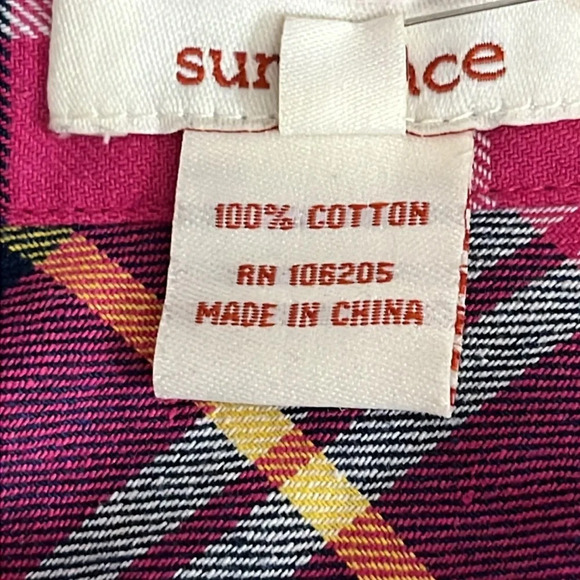 100% COTTON
RN 106205
MADE IN CHINA